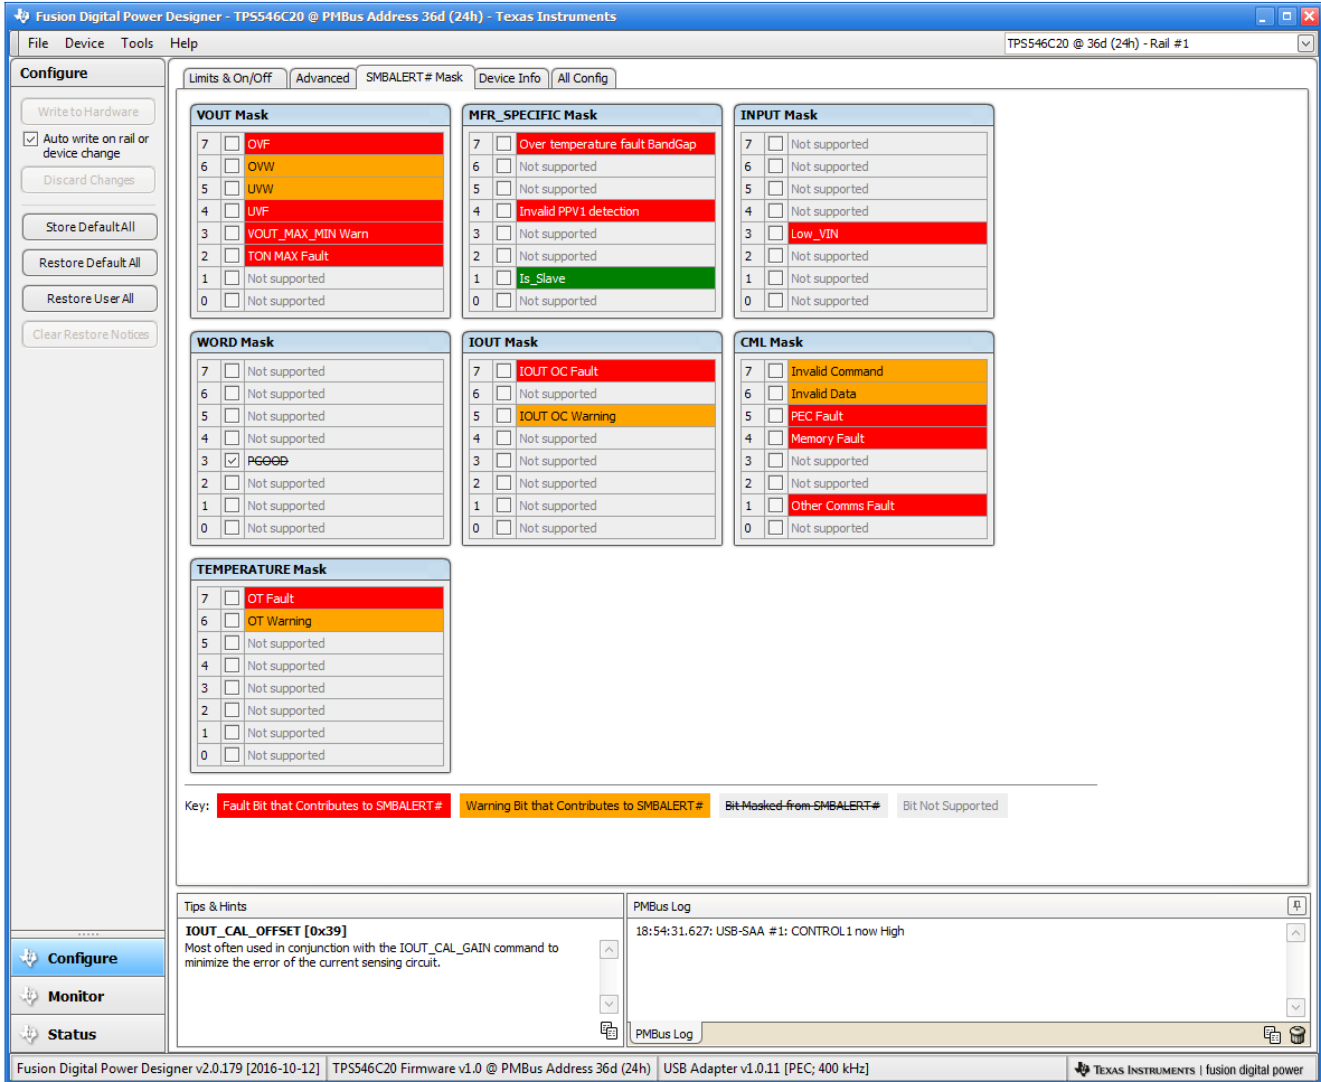 Fusion Digital Power Designer - TPS546C20 @ PMBus Address 36d (24h) - Texas Instruments
File Device Tools Help
TPS546C20 @ 36d (24h) - Rail #1
Configure
Write to Hardware
Auto write on rail or
device change
Discard Changes
Store Default All
Restore Default All
Restore User All
Clear Restore Notices
Limits & On/Off Advanced SMBALERT# Mask Device Info All Config
VOUT Mask
7 OVF
6 OVW
5 UVW
4 UVF
3 VOUT_MAX_MIN Warn
2 TON MAX Fault
1 Not supported
0 Not supported
MFR_SPECIFIC Mask
7 Over temperature fault BandGap
6 Not supported
5 Not supported
4 Invalid PPV1 detection
3 Not supported
2 Not supported
1 Is_Slave
0 Not supported
INPUT Mask
7 Not supported
6 Not supported
5 Not supported
4 Not supported
3 Low_VIN
2 Not supported
1 Not supported
0 Not supported
WORD Mask
7 Not supported
6 Not supported
5 Not supported
4 Not supported
3 PGOOD
2 Not supported
1 Not supported
0 Not supported
IOUT Mask
7 IOUT OC Fault
6 Not supported
5 IOUT OC Warning
4 Not supported
3 Not supported
2 Not supported
1 Not supported
0 Not supported
CML Mask
7 Invalid Command
6 Invalid Data
5 PEC Fault
4 Memory Fault
3 Not supported
2 Not supported
1 Other Comms Fault
0 Not supported
TEMPERATURE Mask
7 OT Fault
6 OT Warning
5 Not supported
4 Not supported
3 Not supported
2 Not supported
1 Not supported
0 Not supported
Key: Fault Bit that Contributes to SMBALERT# Warning Bit that Contributes to SMBALERT# Bit Masked from SMBALERT# Bit Not Supported
Tips & Hints
IOUT_CAL_OFFSET [0x39]
Most often used in conjunction with the IOUT_CAL_GAIN command to
minimize the error of the current sensing circuit.
PMBus Log
18:54:31.627: USB-SAA #1: CONTROL1 now High
PMBus Log
Configure
Monitor
Status
Fusion Digital Power Designer v2.0.179 [2016-10-12] TPS546C20 Firmware v1.0 @ PMBus Address 36d (24h) USB Adapter v1.0.11 [PEC; 400 kHz] TEXAS INSTRUMENTS | fusion digital power